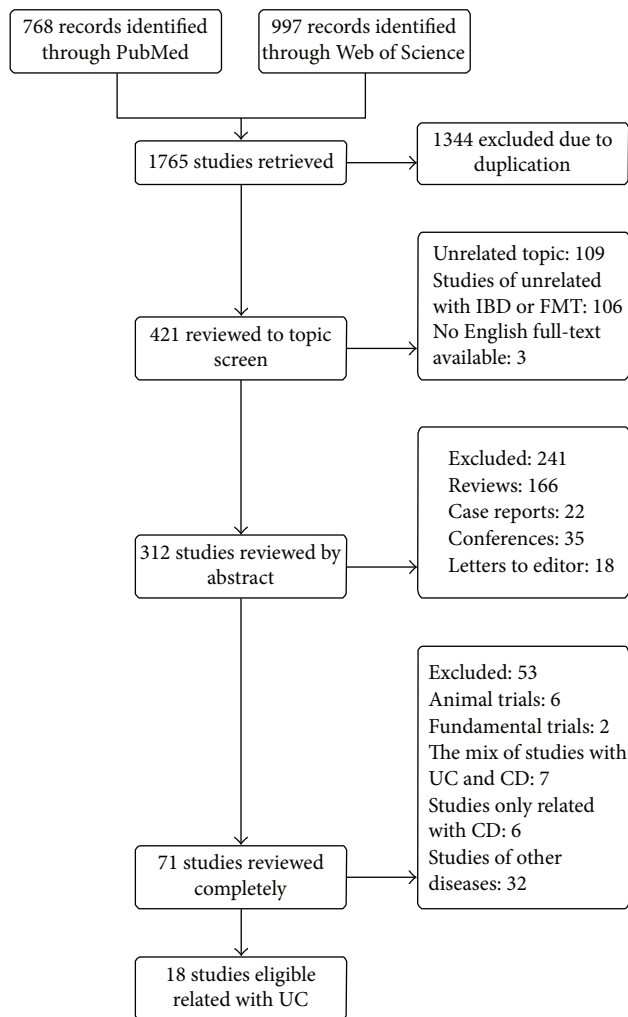 768 records identified
through PubMed
997 records identified
through Web of Science
1765 studies retrieved
1344 excluded due to
duplication
Unrelated topic: 109
Studies of unrelated
with IBD or FMT: 106
No English full-text
available: 3
421 reviewed to topic
screen
Excluded: 241
Reviews: 166
Case reports: 22
Conferences: 35
Letters to editor: 18
312 studies reviewed by
abstract
Excluded: 53
Animal trials: 6
Fundamental trials: 2
The mix of studies with
UC and CD: 7
Studies only related
with CD: 6
Studies of other
diseases: 32
71 studies reviewed
completely
18 studies eligible
related with UC